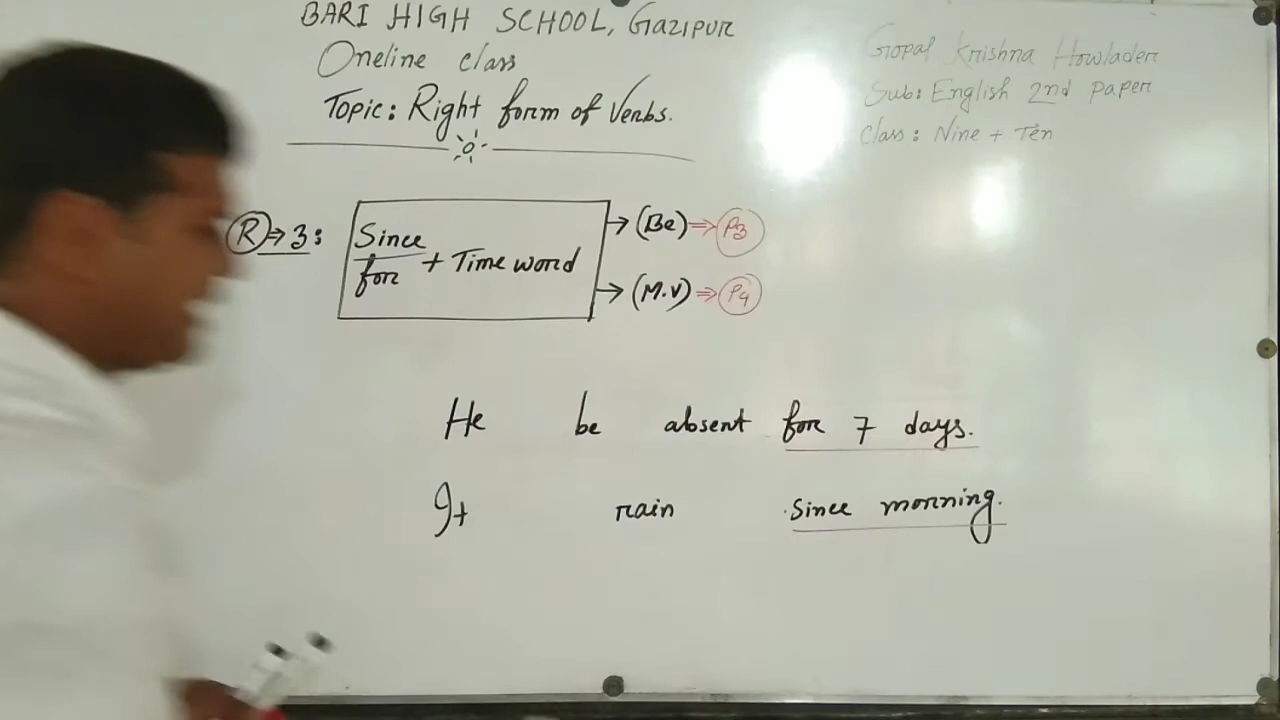 BARI HIGH SCHOOL, Gazipur
Oneline class
Topic: Right form of Verbs.
Gopal Krishna Howlader
Sub: English 2nd paper
Class: Nine + Ten
R ⇒ 3: Since / for + Time word
→ (Be) ⇒ P3
→ (M.V) ⇒ P4
He be absent for 7 days.
It rain Since morning.